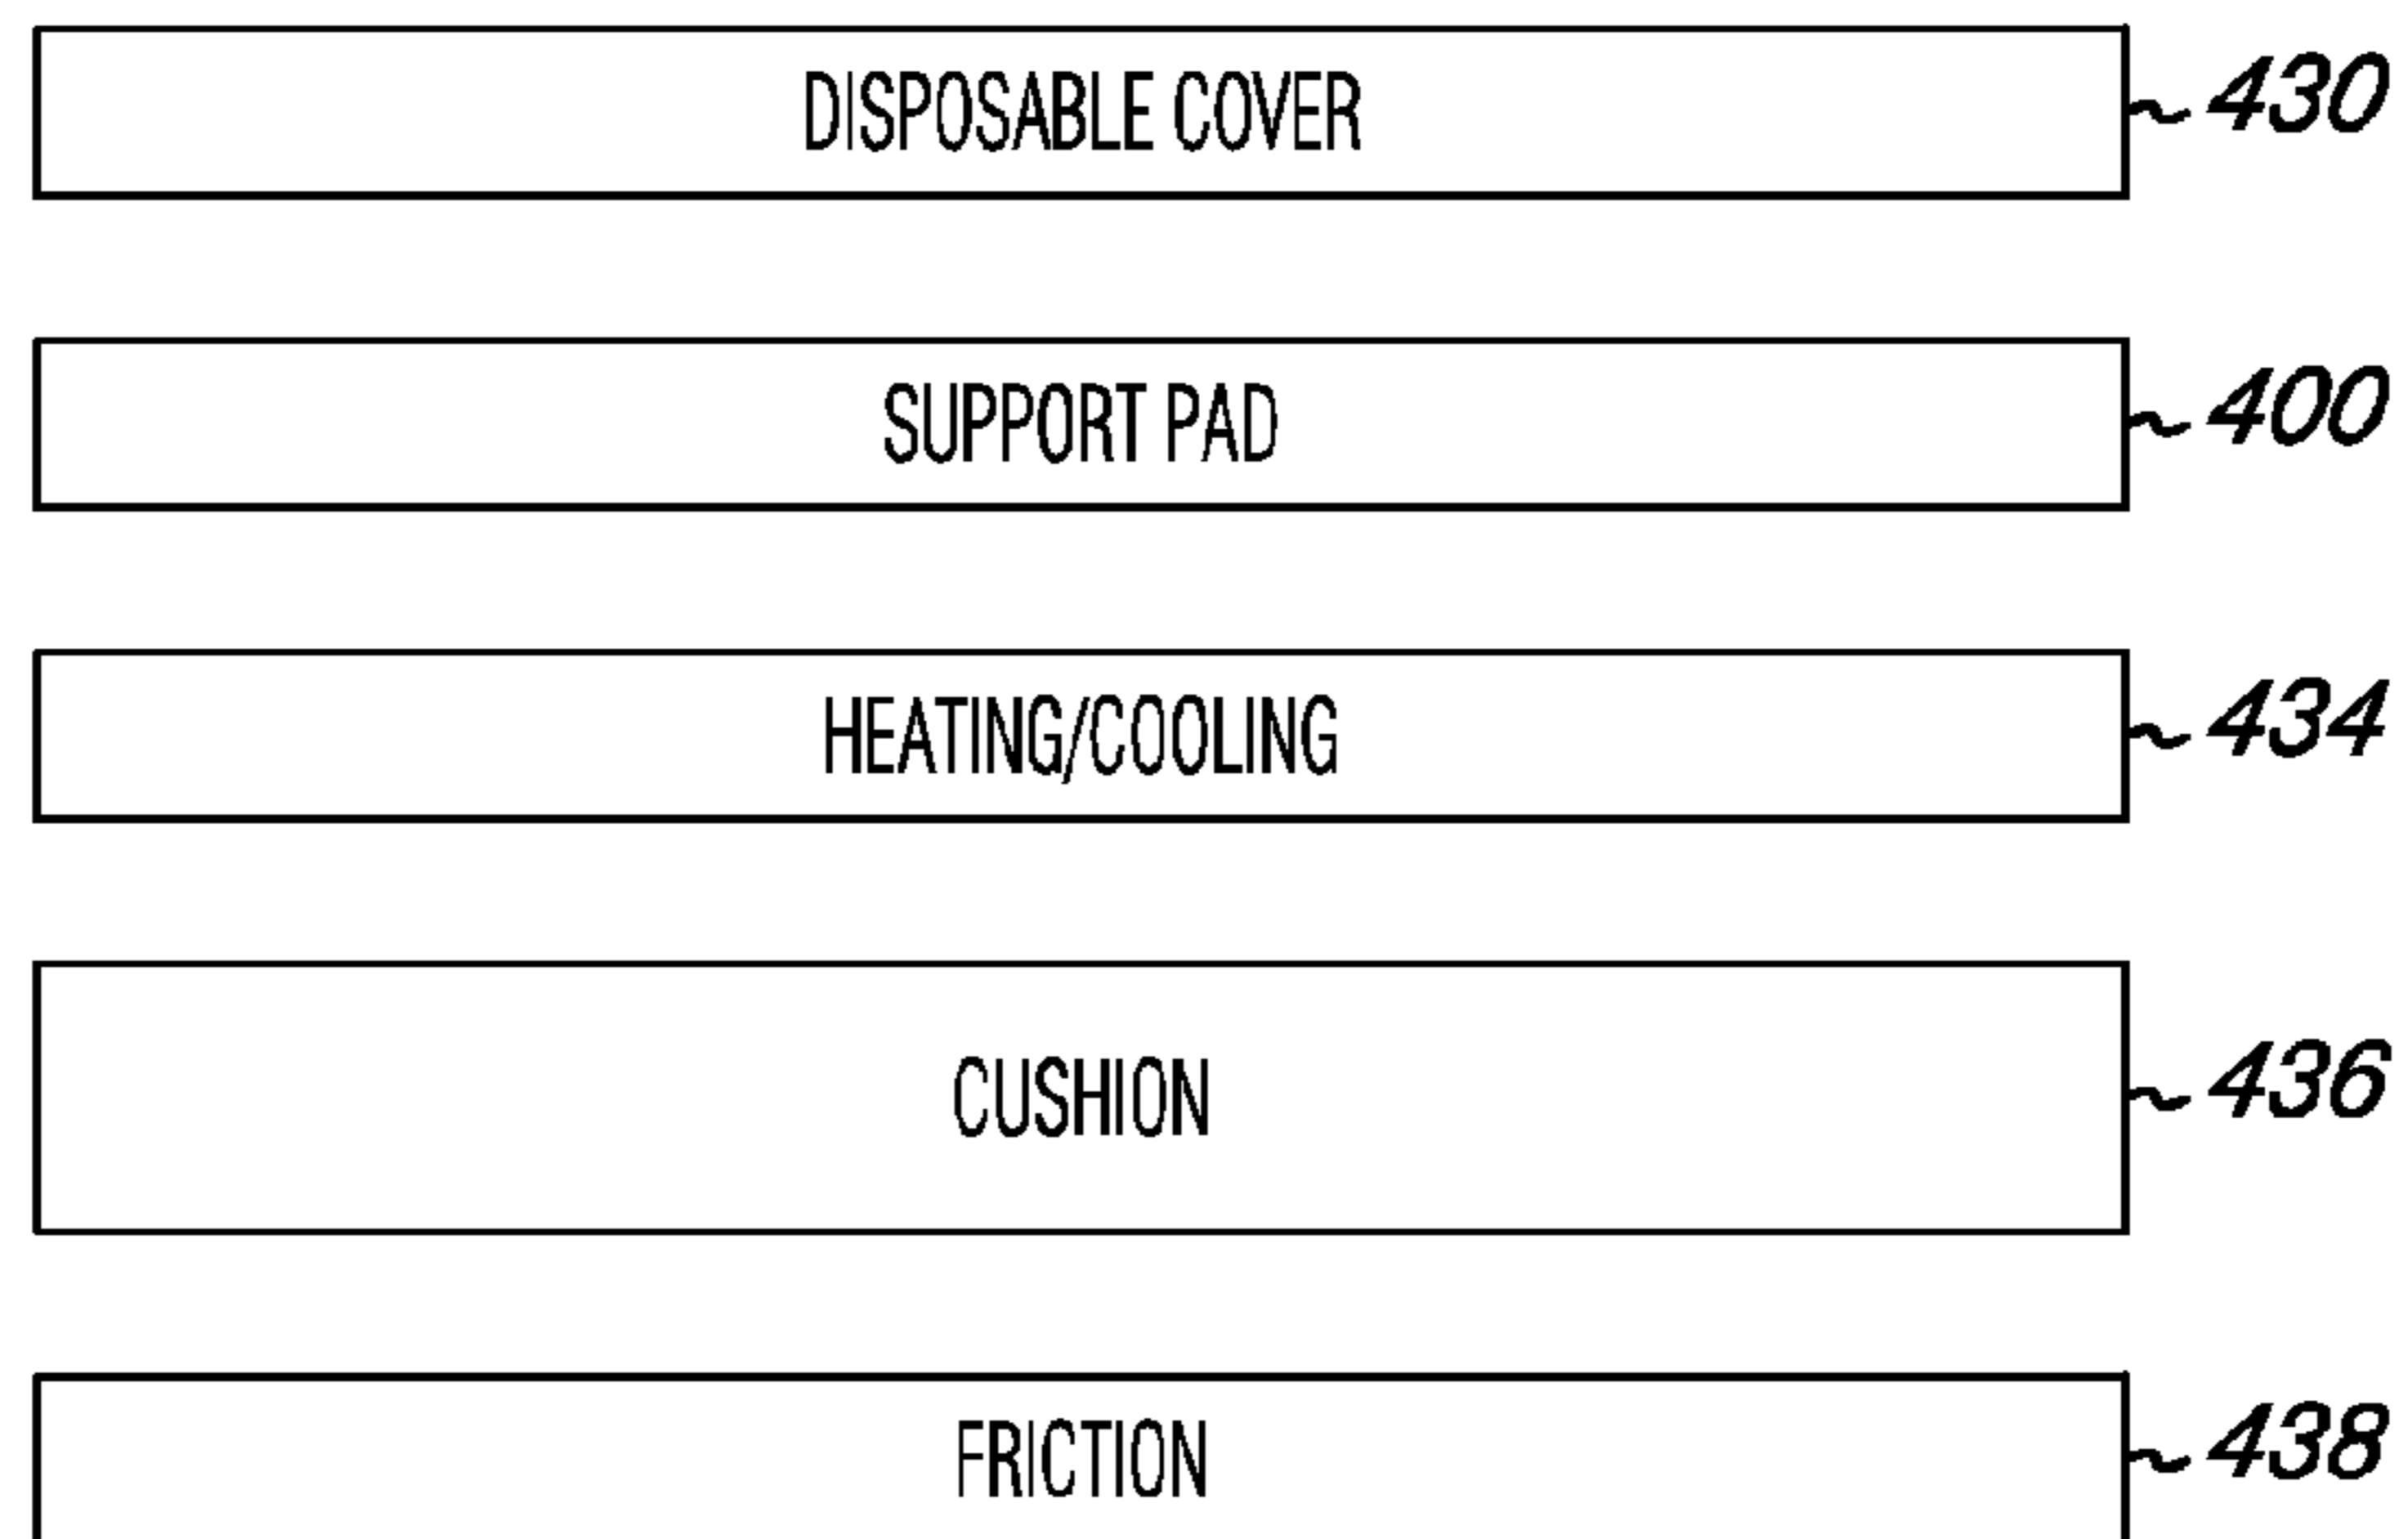 DISPOSABLE COVER 430
SUPPORT PAD 400
HEATING/COOLING 434
CUSHION 436
FRICTION 438